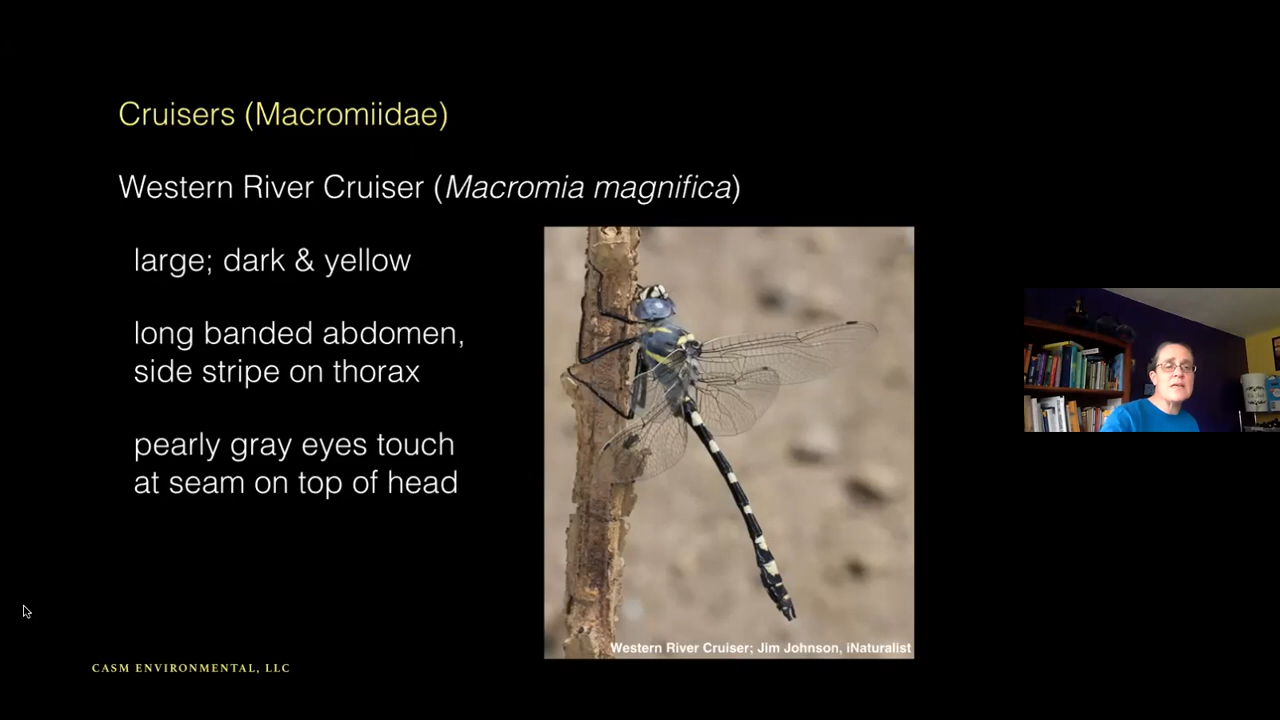 Cruisers (Macromiidae)
Western River Cruiser (Macromia magnifica)
large; dark & yellow
long banded abdomen,
side stripe on thorax
pearly gray eyes touch
at seam on top of head
Western River Cruiser; Jim Johnson, iNaturalist
CASM ENVIRONMENTAL, LLC